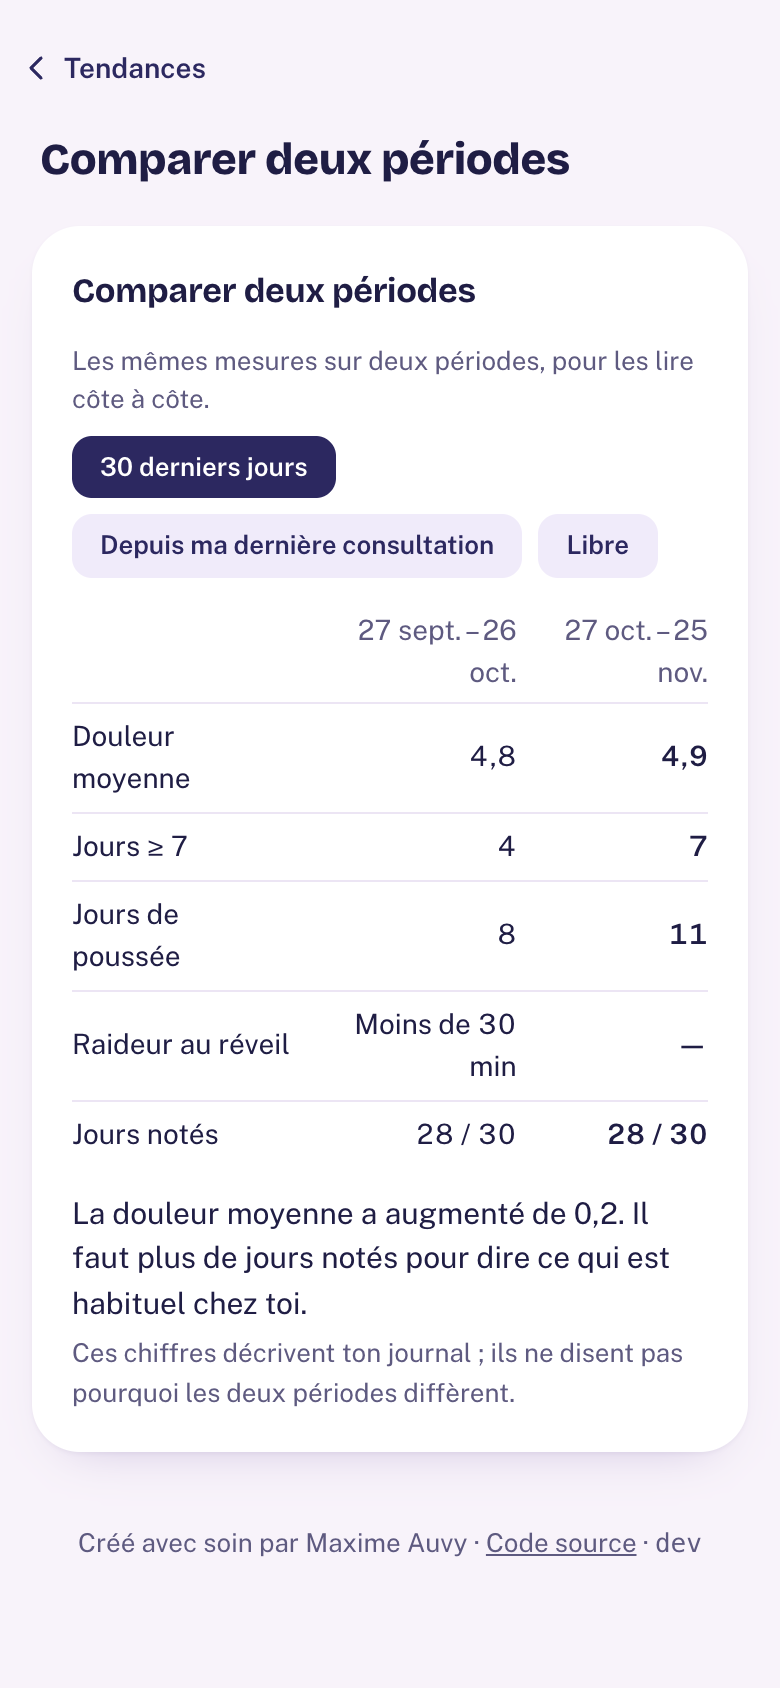 Tendances
Comparer deux périodes
Comparer deux périodes
Les mêmes mesures sur deux périodes, pour les lire
côte à côte.
30 derniers jours
Depuis ma dernière consultation
Libre
27 sept. – 26
oct.
27 oct. – 25
nov.
Douleur
moyenne
4,8
4,9
Jours ≥ 7
4
7
Jours de
poussée
8
11
Raideur au réveil
Moins de 30
min
—
Jours notés
28 / 30
28 / 30
La douleur moyenne a augmenté de 0,2. Il
faut plus de jours notés pour dire ce qui est
habituel chez toi.
Ces chiffres décrivent ton journal ; ils ne disent pas
pourquoi les deux périodes diffèrent.
Créé avec soin par Maxime Auvy · Code source · dev